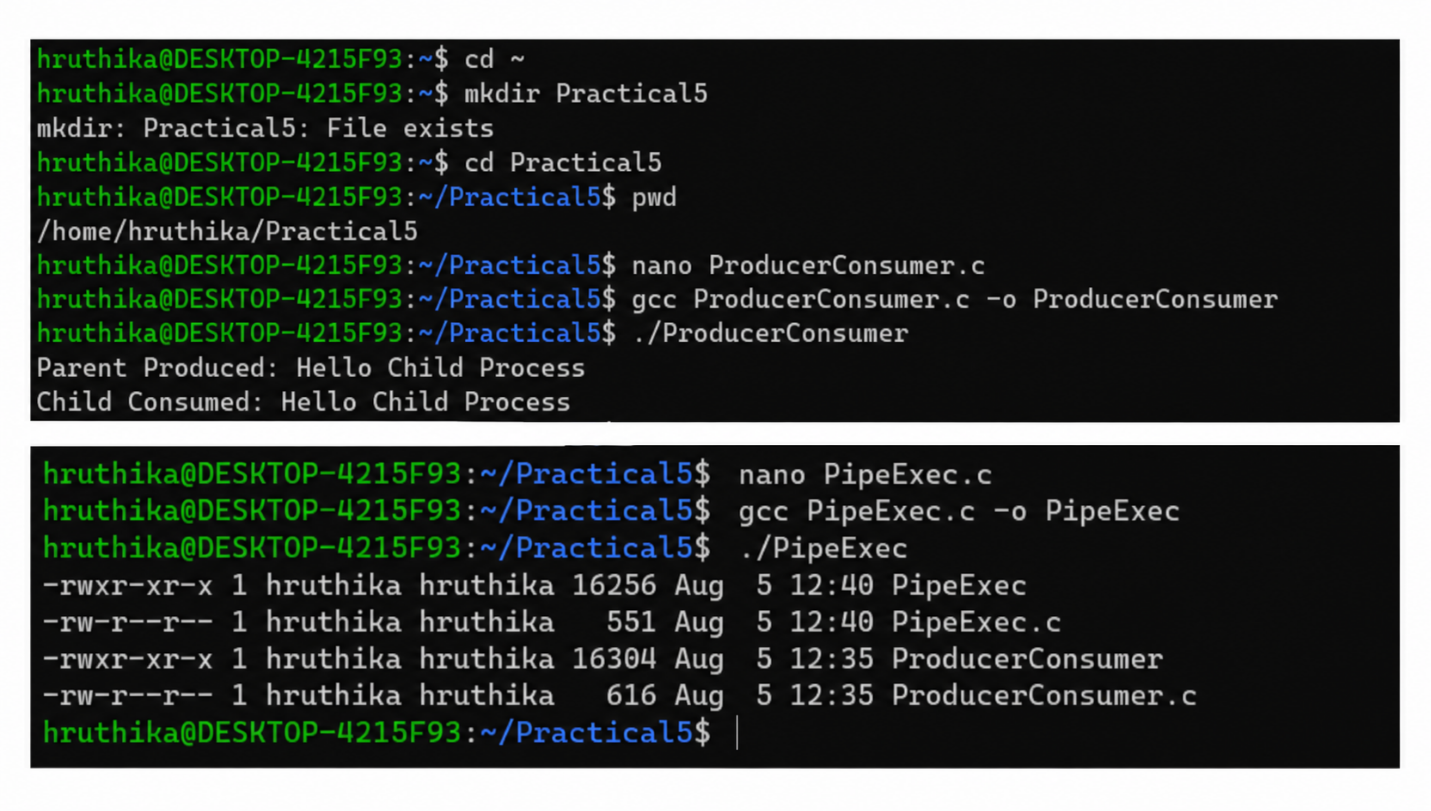 hruthika@DESKTOP-4215F93:~$ cd ~
hruthika@DESKTOP-4215F93:~$ mkdir Practical5
mkdir: Practical5: File exists
hruthika@DESKTOP-4215F93:~$ cd Practical5
hruthika@DESKTOP-4215F93:~/Practical5$ pwd
/home/hruthika/Practical5
hruthika@DESKTOP-4215F93:~/Practical5$ nano ProducerConsumer.c
hruthika@DESKTOP-4215F93:~/Practical5$ gcc ProducerConsumer.c -o ProducerConsumer
hruthika@DESKTOP-4215F93:~/Practical5$ ./ProducerConsumer
Parent Produced: Hello Child Process
Child Consumed: Hello Child Process
hruthika@DESKTOP-4215F93:~/Practical5$ nano PipeExec.c
hruthika@DESKTOP-4215F93:~/Practical5$ gcc PipeExec.c -o PipeExec
hruthika@DESKTOP-4215F93:~/Practical5$ ./PipeExec
-rwxr-xr-x 1 hruthika hruthika 16256 Aug  5 12:40 PipeExec
-rw-r--r-- 1 hruthika hruthika   551 Aug  5 12:40 PipeExec.c
-rwxr-xr-x 1 hruthika hruthika 16304 Aug  5 12:35 ProducerConsumer
-rw-r--r-- 1 hruthika hruthika   616 Aug  5 12:35 ProducerConsumer.c
hruthika@DESKTOP-4215F93:~/Practical5$